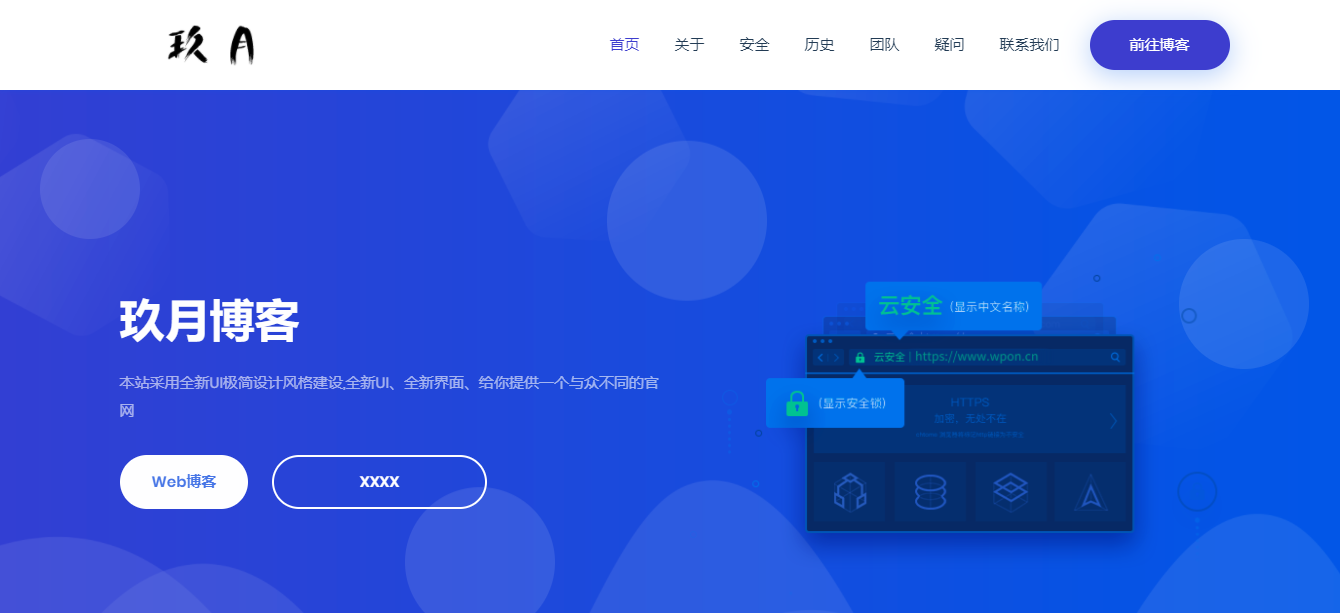 玖 月
首页 关于 安全 历史 团队 疑问 联系我们 前往博客
玖月博客
本站采用全新UI极简设计风格建设,全新UI、全新界面、给你提供一个与众不同的官
网
Web博客 XXXX
云安全 (显示中文名称)
云安全 | https://www.wpon.cn
(显示安全锁)
HTTPS
加密，无处不在